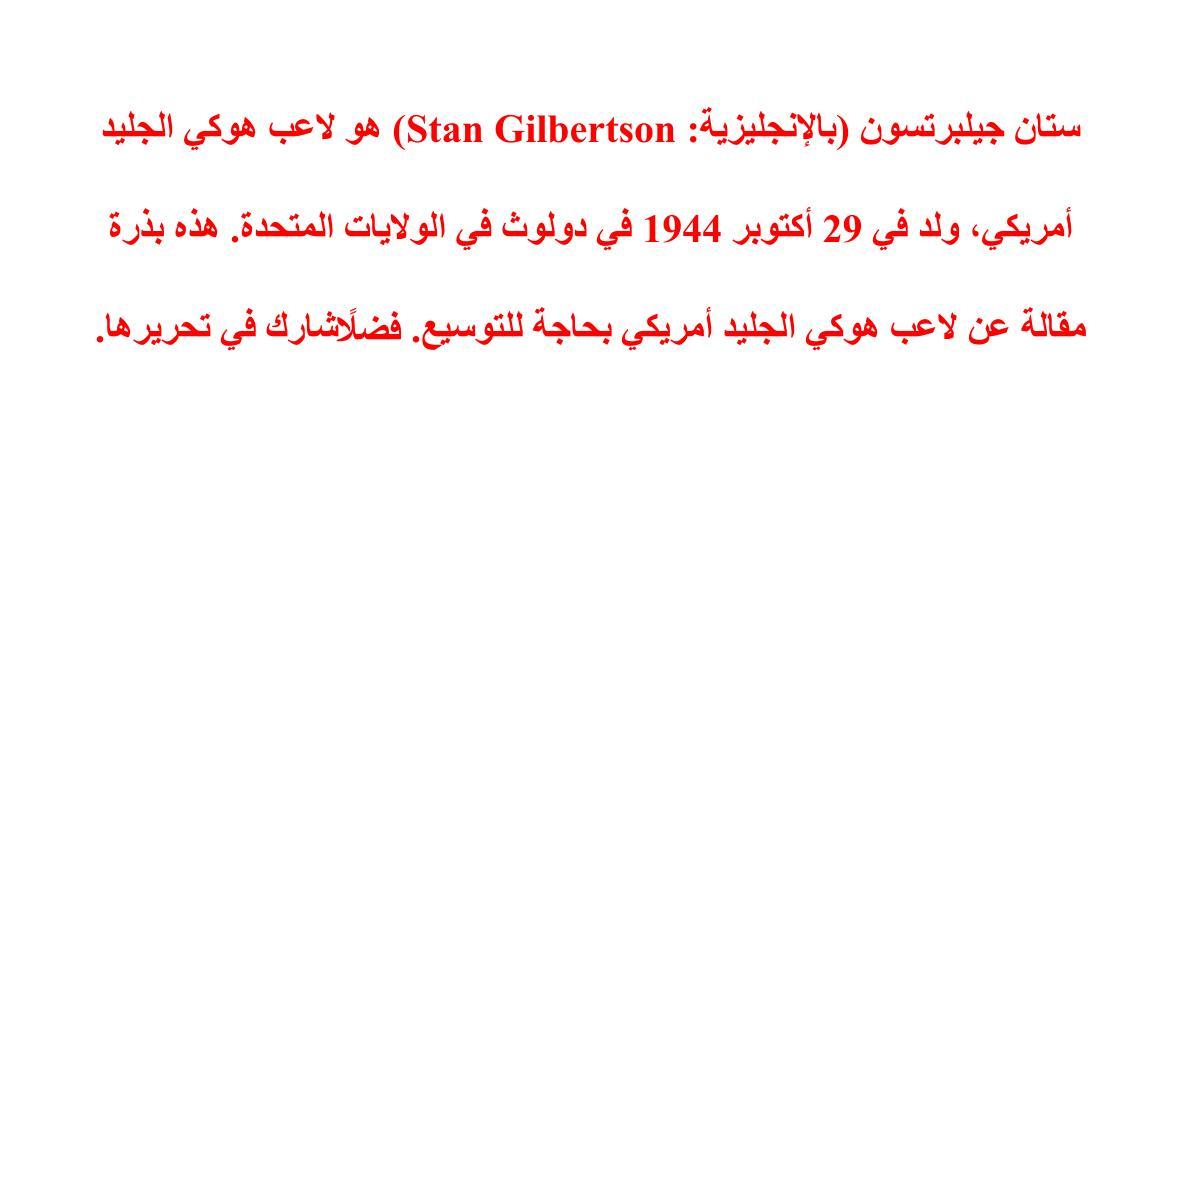 ستان جيلبرتسون (بالإنجليزية: Stan Gilbertson) هو لاعب هوكي الجليد
أمريكي، ولد في 29 أكتوبر 1944 في دولوث في الولايات المتحدة. هذه بذرة
مقالة عن لاعب هوكي الجليد أمريكي بحاجة للتوسيع. فضلًاشارك في تحريرها.